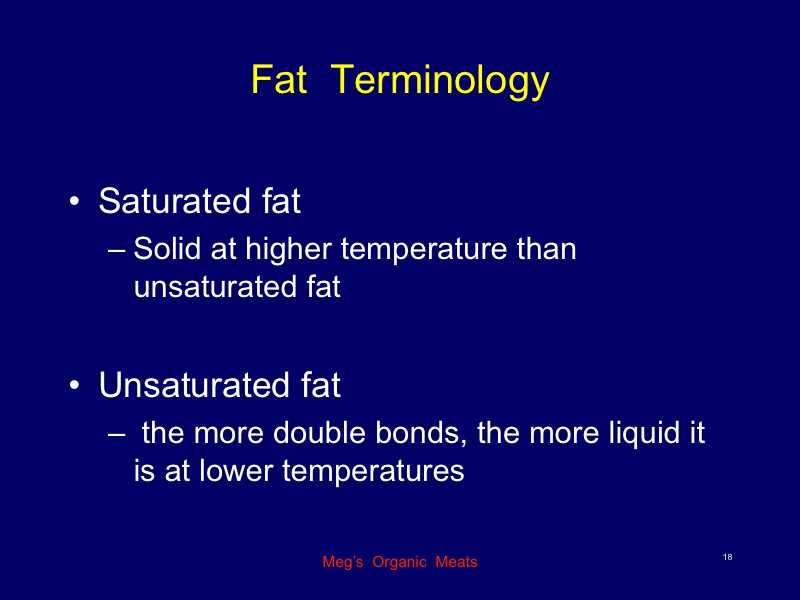 Fat  Terminology
• Saturated fat
– Solid at higher temperature than
unsaturated fat
• Unsaturated fat
–  the more double bonds, the more liquid it
is at lower temperatures
Meg's  Organic  Meats
18